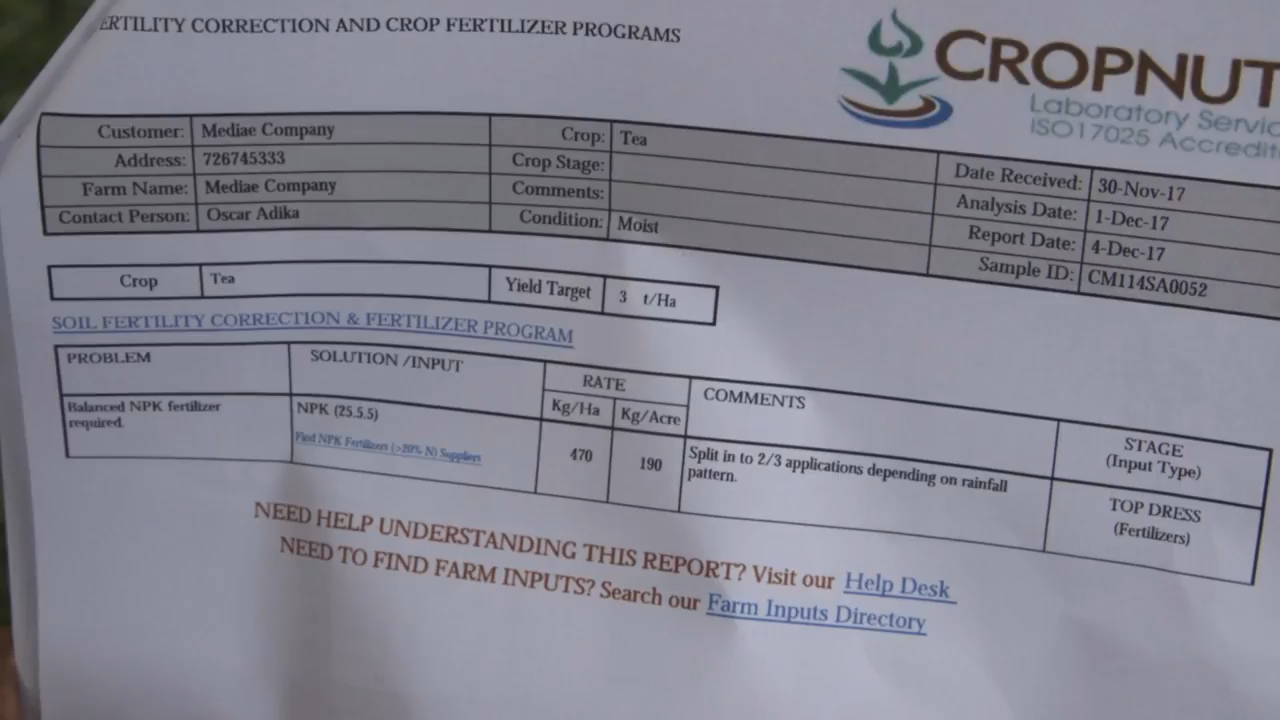 ERTILITY CORRECTION AND CROP FERTILIZER PROGRAMS
CROPNUT
Laboratory Servic
ISO17025 Accredit
Customer: Mediae Company
Address: 726745333
Farm Name: Mediae Company
Contact Person: Oscar Adika
Crop: Tea
Crop Stage:
Comments:
Condition: Moist
Date Received: 30-Nov-17
Analysis Date: 1-Dec-17
Report Date: 4-Dec-17
Sample ID: CM114SA0052
Crop Tea Yield Target 3 t/Ha
SOIL FERTILITY CORRECTION & FERTILIZER PROGRAM
PROBLEM SOLUTION /INPUT RATE COMMENTS STAGE
(Input Type)
Kg/Ha Kg/Acre
Balanced NPK fertilizer
required.
NPK (25.5.5)
Find NPK Fertilizers (>20% N) Suppliers
470 190
Split in to 2/3 applications depending on rainfall
pattern.
TOP DRESS
(Fertilizers)
NEED HELP UNDERSTANDING THIS REPORT? Visit our Help Desk
NEED TO FIND FARM INPUTS? Search our Farm Inputs Directory